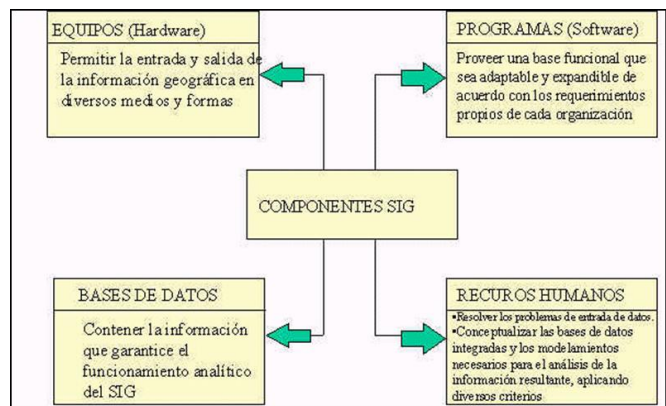 EQUIPOS (Hardware)
Permitir la entrada y salida de
la información geográfica en
diversos medios y formas
PROGRAMAS (Software)
Proveer una base funcional que
sea adaptable y expandible de
acuerdo con los requerimientos
propios de cada organización
COMPONENTES SIG
BASES DE DATOS
Contener la información
que garantice el
funcionamiento analítico
del SIG
RECUROS HUMANOS
▪Resolver los problemas de entrada de datos.
▪Conceptualizar las bases de datos
integradas y los modelamientos
necesarios para el análisis de la
información resultante, aplicando
diversos criterios